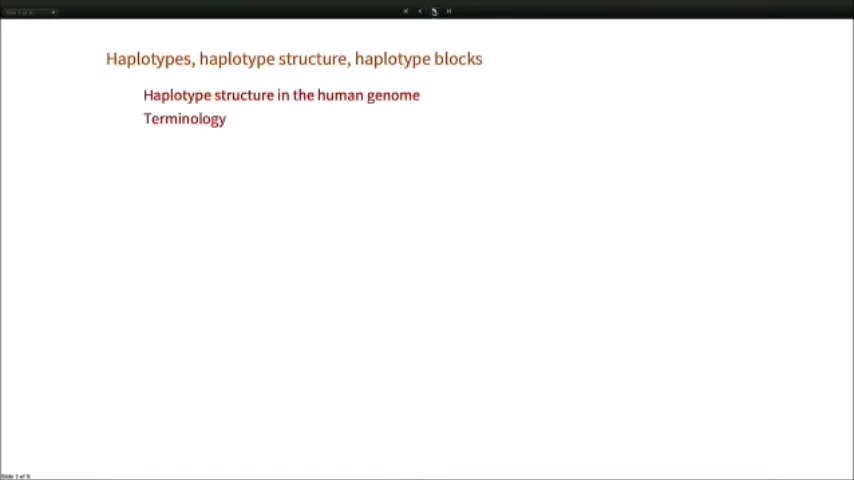 Haplotypes, haplotype structure, haplotype blocks
Haplotype structure in the human genome
Terminology